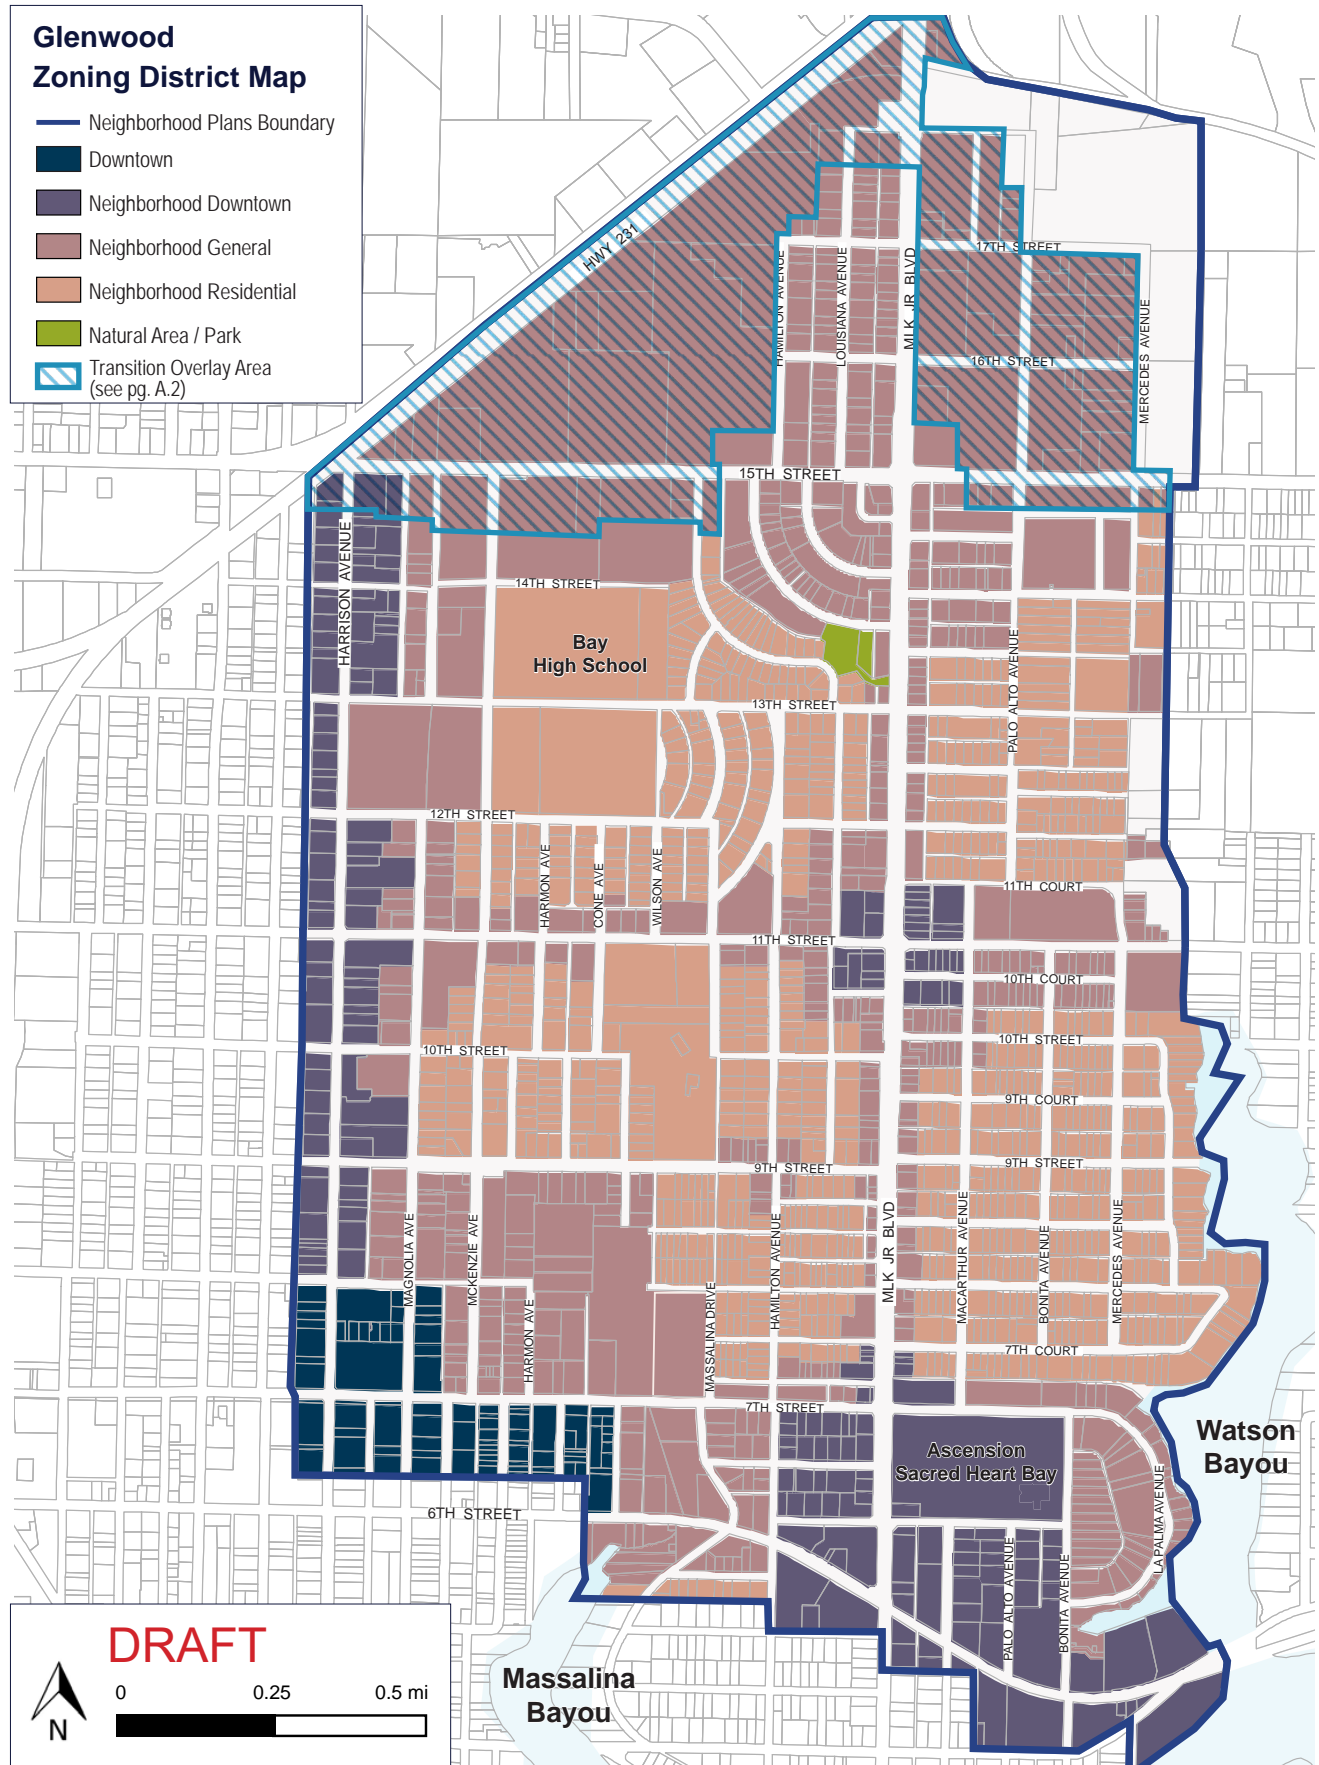 Glenwood
Zoning District Map
Neighborhood Plans Boundary
Downtown
Neighborhood Downtown
Neighborhood General
Neighborhood Residential
Natural Area / Park
Transition Overlay Area
(see pg. A.2)
HWY 231
HAMILTON AVENUE
LOUISIANA AVENUE
MLK JR BLVD
17TH STREET
16TH STREET
MERCEDES AVENUE
15TH STREET
HARRISON AVENUE
14TH STREET
Bay
High School
PALO ALTO AVENUE
13TH STREET
12TH STREET
HARMON AVE
CONE AVE
WILSON AVE
11TH COURT
11TH STREET
10TH COURT
10TH STREET
10TH STREET
9TH COURT
9TH STREET
9TH STREET
MAGNOLIA AVE
MCKENZIE AVE
HARMON AVE
MASSALINA DRIVE
HAMILTON AVENUE
MLK JR BLVD
MACARTHUR AVENUE
BONITA AVENUE
MERCEDES AVENUE
7TH COURT
7TH STREET
Ascension
Sacred Heart Bay
Watson
Bayou
LA PALMA AVENUE
6TH STREET
PALO ALTO AVENUE
BONITA AVENUE
Massalina
Bayou
DRAFT
0 0.25 0.5 mi
N